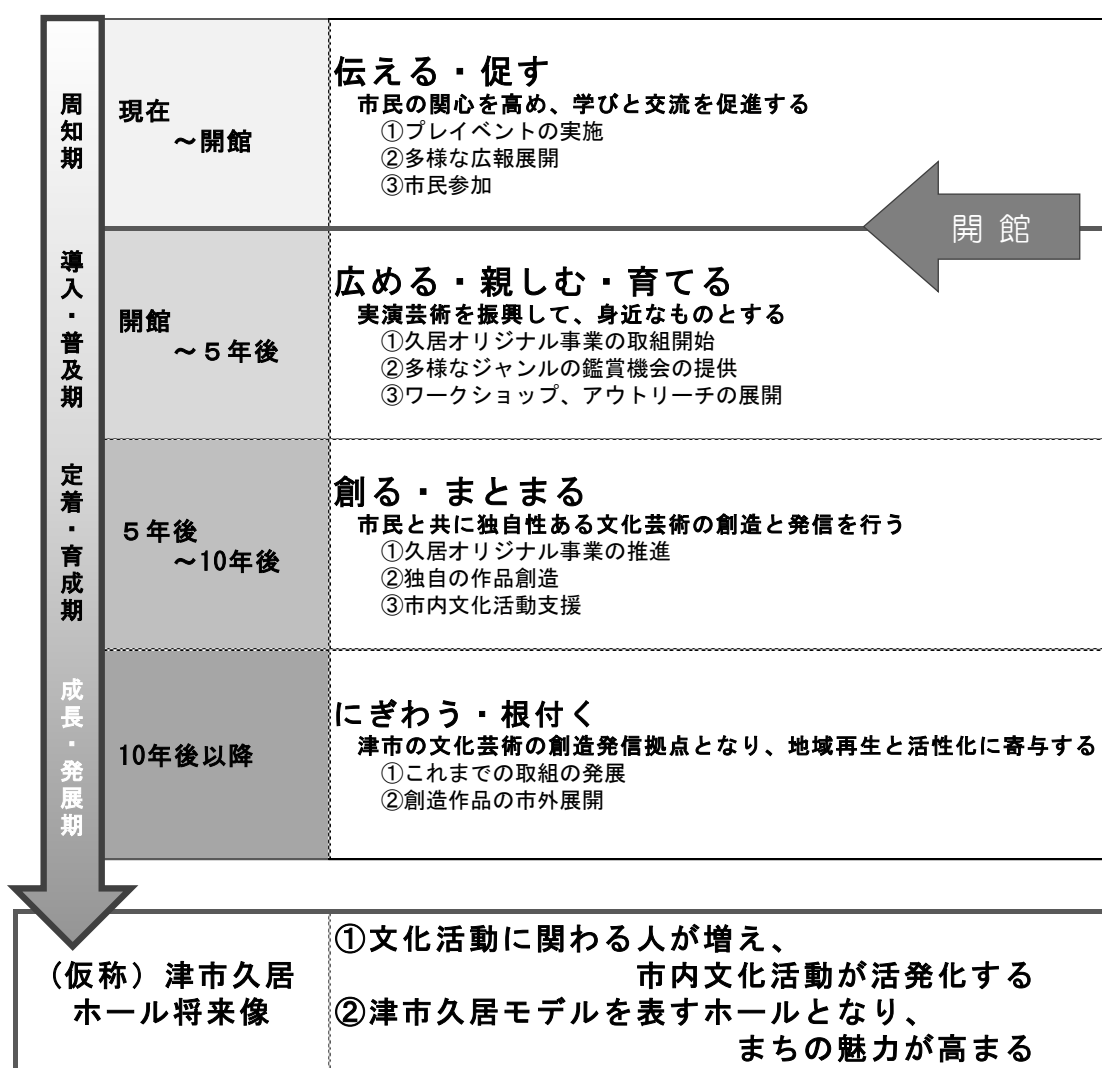 周知期
現在
～開館
伝える・促す
市民の関心を高め、学びと交流を促進する
①プレイベントの実施
②多様な広報展開
③市民参加
開 館
導入・普及期
開館
～５年後
広める・親しむ・育てる
実演芸術を振興して、身近なものとする
①久居オリジナル事業の取組開始
②多様なジャンルの鑑賞機会の提供
③ワークショップ、アウトリーチの展開
定着・育成期
５年後
～10年後
創る・まとまる
市民と共に独自性ある文化芸術の創造と発信を行う
①久居オリジナル事業の推進
②独自の作品創造
③市内文化活動支援
成長・発展期
10年後以降
にぎわう・根付く
津市の文化芸術の創造発信拠点となり、地域再生と活性化に寄与する
①これまでの取組の発展
②創造作品の市外展開
（仮称）津市久居
ホール将来像
①文化活動に関わる人が増え、
市内文化活動が活発化する
②津市久居モデルを表すホールとなり、
まちの魅力が高まる